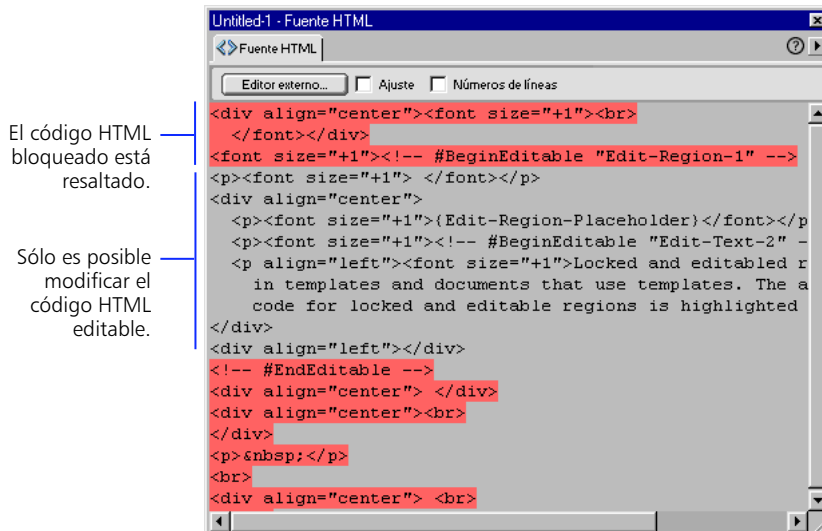 Untitled-1 - Fuente HTML
Fuente HTML
Editor externo... Ajuste Números de líneas
El código HTML
bloqueado está
resaltado.
Sólo es posible
modificar el
código HTML
editable.
<div align="center"><font size="+1"><br>
</font></div>
<font size="+1"><!-- #BeginEditable "Edit-Region-1" -->
<p><font size="+1"> </font></p>
<div align="center">
<p><font size="+1">{Edit-Region-Placeholder}</font></p
<p><font size="+1"><!-- #BeginEditable "Edit-Text-2" -
<p align="left"><font size="+1">Locked and editabled r
in templates and documents that use templates. The a
code for locked and editable regions is highlighted
</div>
<div align="left"></div>
<!-- #EndEditable -->
<div align="center"> </div>
<div align="center"><br>
</div>
<p>&nbsp;</p>
<br>
<div align="center"> <br>